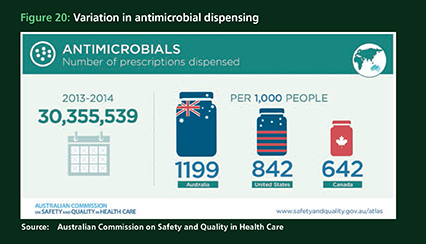 Figure 20: Variation in antimicrobial dispensing
ANTIMICROBIALS
Number of prescriptions dispensed
2013-2014
30,355,539
PER 1,000 PEOPLE
1199
Australia
842
United States
642
Canada
AUSTRALIAN COMMISSION
ON SAFETY AND QUALITY IN HEALTH CARE
www.safetyandquality.gov.au/atlas
Source: Australian Commission on Safety and Quality in Health Care